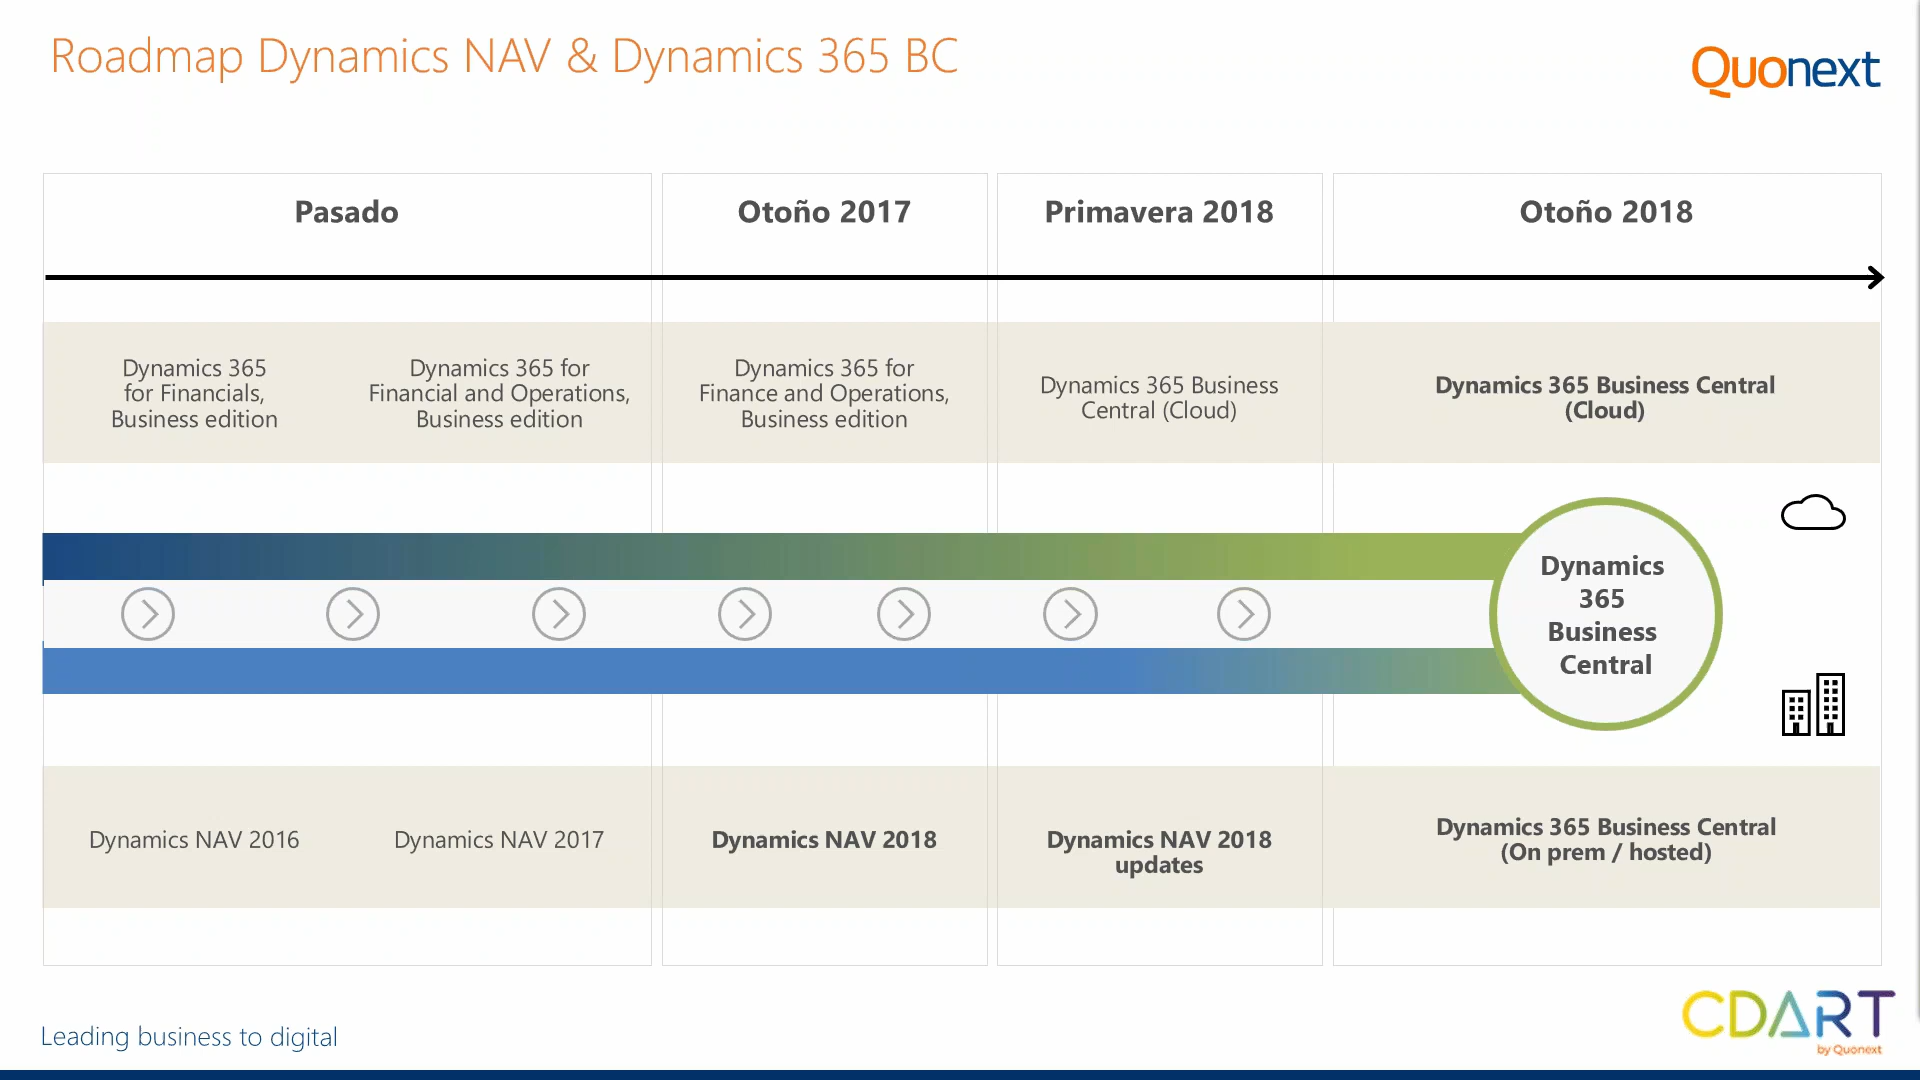 Roadmap Dynamics NAV & Dynamics 365 BC
Quonext
Pasado
Otoño 2017
Primavera 2018
Otoño 2018
Dynamics 365
for Financials,
Business edition
Dynamics 365 for
Financial and Operations,
Business edition
Dynamics 365 for
Finance and Operations,
Business edition
Dynamics 365 Business
Central (Cloud)
Dynamics 365 Business Central
(Cloud)
Dynamics
365
Business
Central
Dynamics NAV 2016
Dynamics NAV 2017
Dynamics NAV 2018
Dynamics NAV 2018
updates
Dynamics 365 Business Central
(On prem / hosted)
Leading business to digital
CDART
by Quonext